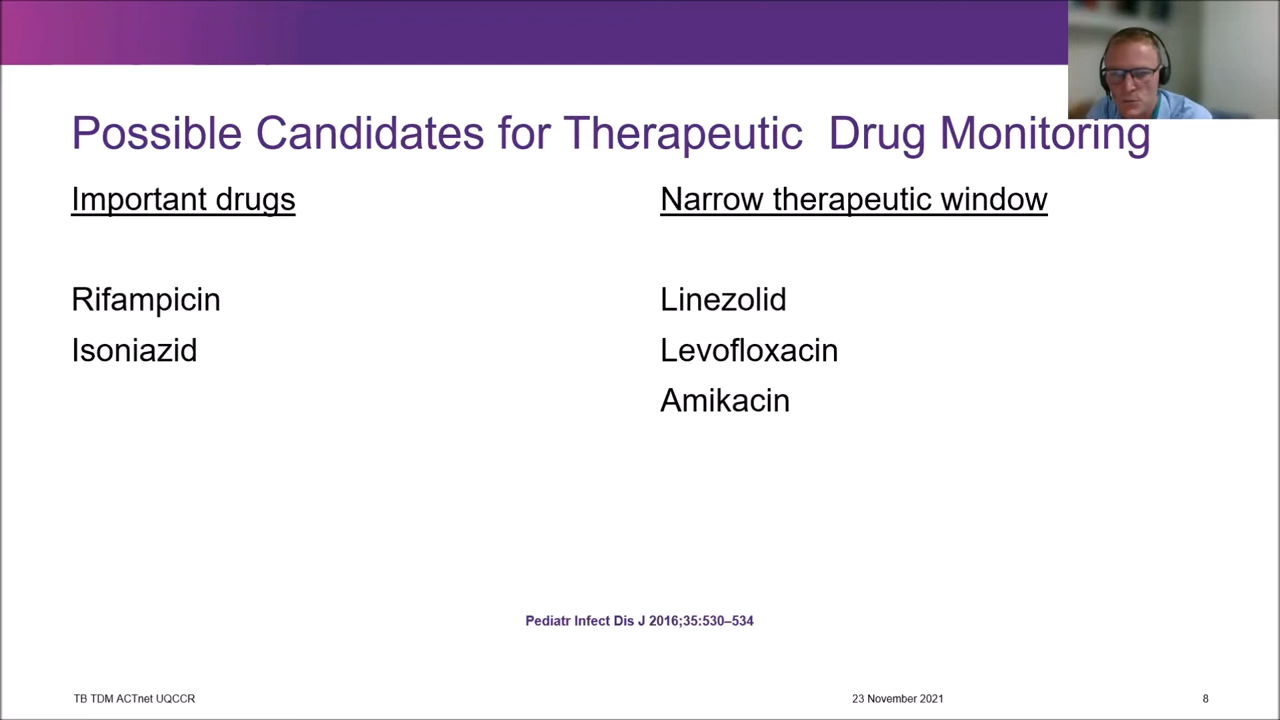 Possible Candidates for Therapeutic  Drug Monitoring
Important drugs
Rifampicin
Isoniazid
Narrow therapeutic window
Linezolid
Levofloxacin
Amikacin
Pediatr Infect Dis J 2016;35:530–534
TB TDM ACTnet UQCCR
23 November 2021
8